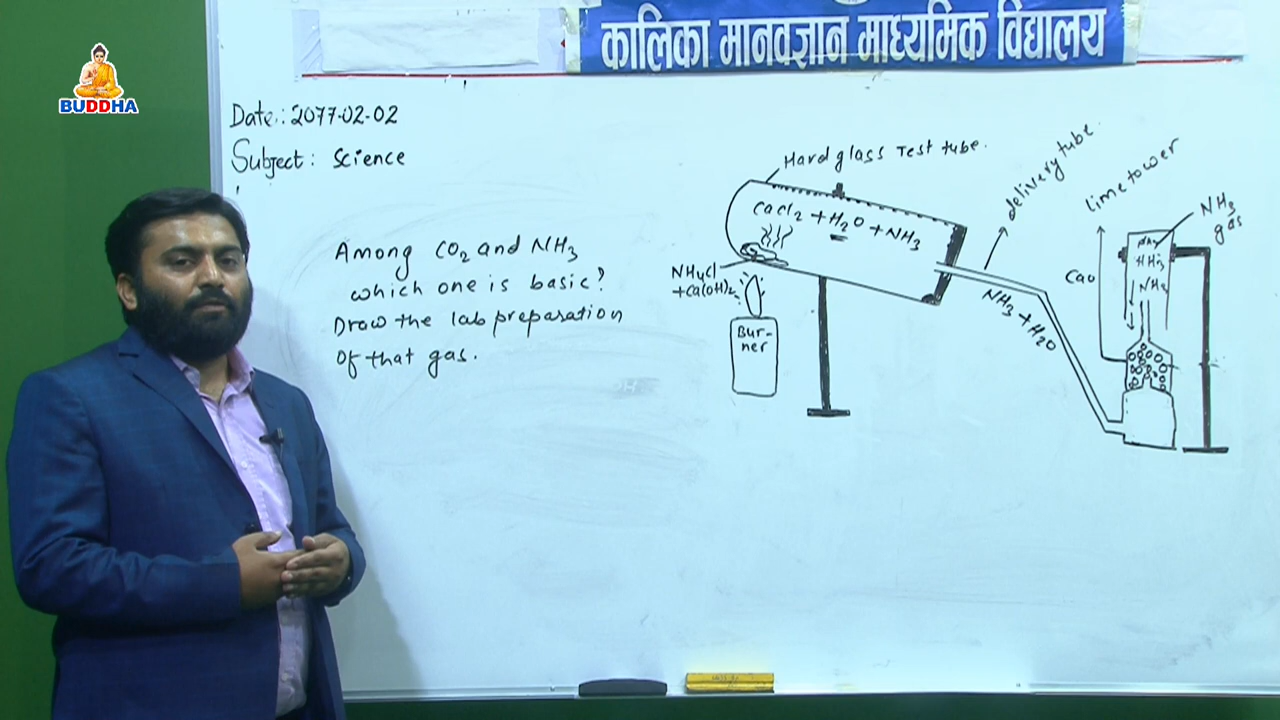 कालिका मानवज्ञान माध्यमिक विद्यालय
BUDDHA
Date: 2077-02-02
Subject: Science
Among CO₂ and NH₃
which one is basic?
Draw the lab preparation
of that gas.
Hard glass Test tube.
CaCl₂ + H₂O + NH₃
NH₄Cl
+Ca(OH)₂
Bur-
ner
delivery tube.
NH₃ + H₂O
lime tower
CaO
NH₃
gas
NH₃